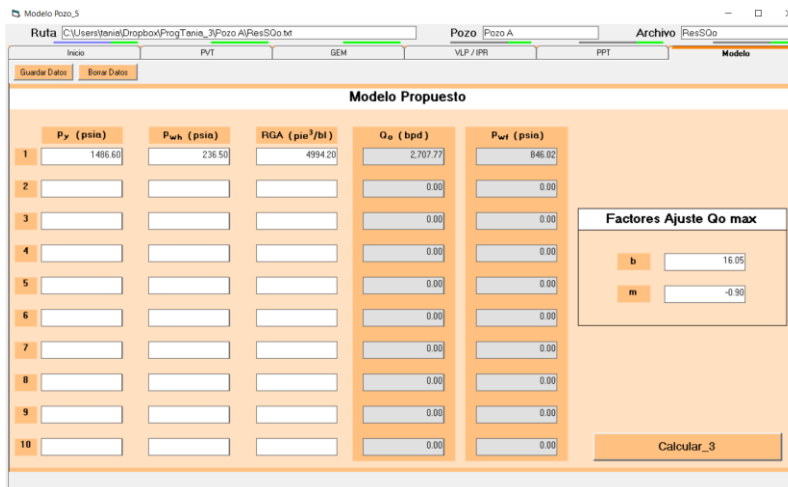 Modelo Pozo_5
Ruta C:\Users\tania\Dropbox\ProgTania_3\Pozo A\ResSQo.txt Pozo Pozo A Archivo ResSQo
Inicio PVT GEM VLP / IPR PPT Modelo
Guardar Datos Borrar Datos
Modelo Propuesto
Py (psia) Pwh (psia) RGA (pie³/bl) Qo (bpd) Pwf (psia)
1 1486.60 236.50 4994.20 2,707.77 846.02
2 0.00 0.00
3 0.00 0.00
Factores Ajuste Qo max
4 0.00 0.00
b 16.05
5 0.00 0.00
m -0.90
6 0.00 0.00
7 0.00 0.00
8 0.00 0.00
9 0.00 0.00
10 0.00 0.00
Calcular_3